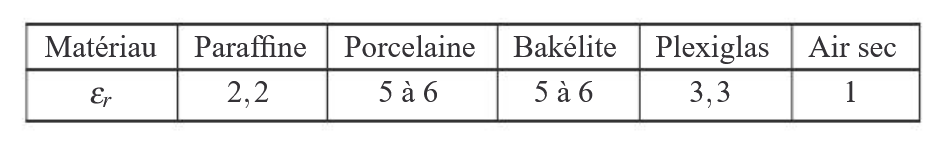 Matériau Paraffine Porcelaine Bakélite Plexiglas Air sec
εr 2,2 5 à 6 5 à 6 3,3 1